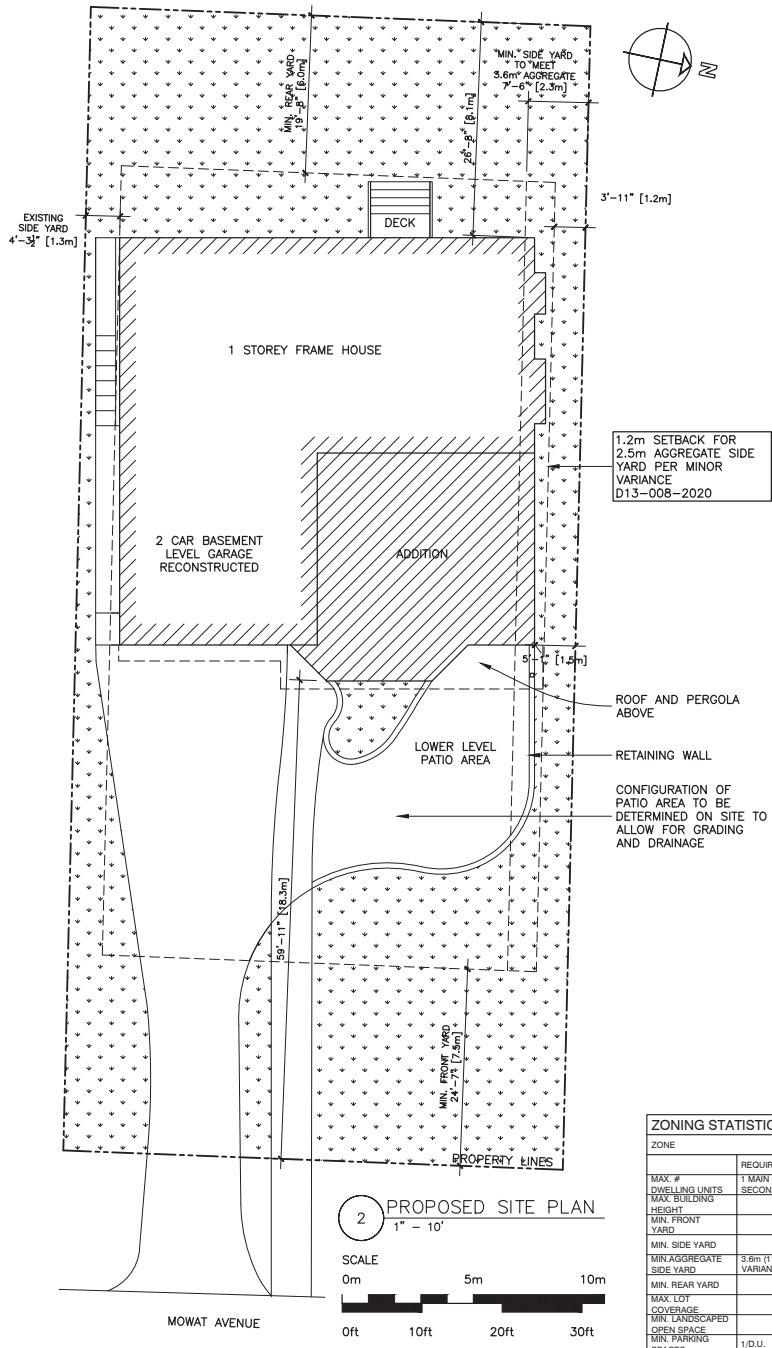 MIN. REAR YARD
19'-8" [6.0m]
26'-8" [8.1m]
MIN. SIDE YARD
TO MEET
3.6m AGGREGATE
7'-6" [2.3m]
N
3'-11" [1.2m]
EXISTING
SIDE YARD
4'-3½" [1.3m]
DECK
1 STOREY FRAME HOUSE
1.2m SETBACK FOR
2.5m AGGREGATE SIDE
YARD PER MINOR
VARIANCE
D13-008-2020
2 CAR BASEMENT
LEVEL GARAGE
RECONSTRUCTED
ADDITION
5'-1" [1.5m]
ROOF AND PERGOLA
ABOVE
LOWER LEVEL
PATIO AREA
RETAINING WALL
CONFIGURATION OF
PATIO AREA TO BE
DETERMINED ON SITE TO
ALLOW FOR GRADING
AND DRAINAGE
59'-11" [18.3m]
MIN. FRONT YARD
24'-7" [7.5m]
PROPERTY LINES
2 PROPOSED SITE PLAN
1" - 10'
SCALE
0m 5m 10m
0ft 10ft 20ft 30ft
MOWAT AVENUE
ZONING STATISTIC
ZONE
REQUIR
MAX. #
DWELLING UNITS
1 MAIN
SECON
MAX. BUILDING
HEIGHT
MIN. FRONT
YARD
MIN. SIDE YARD
MIN.AGGREGATE
SIDE YARD
3.6m (1
VARIAN
MIN. REAR YARD
MAX. LOT
COVERAGE
MIN. LANDSCAPED
OPEN SPACE
MIN. PARKING
1/D.U.